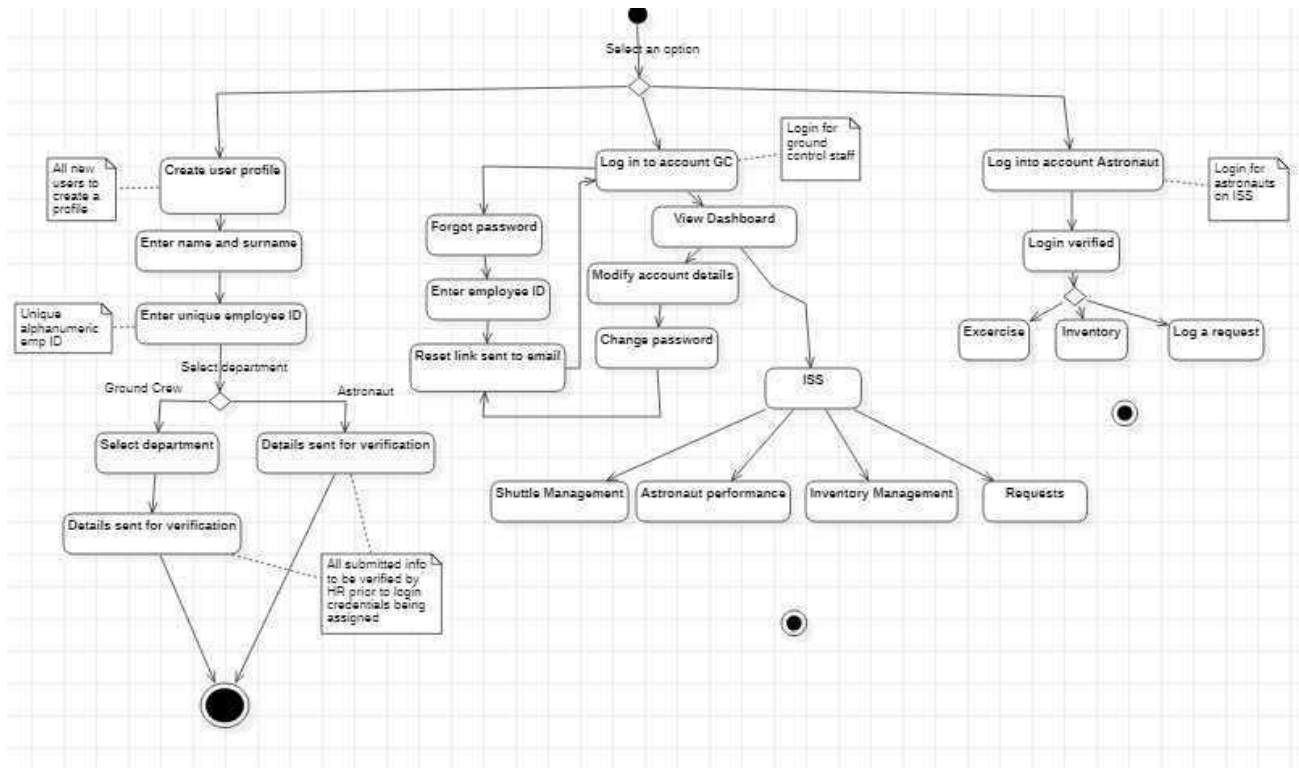 Select an option
Login for
ground
control staff
All new
users to
create a
profile
Create user profile
Log in to account GC
Log into account Astronaut
Login for
astronauts
on ISS
Forgot password
View Dashboard
Enter name and surname
Login verified
Modify account details
Enter employee ID
Unique
alphanumeric
emp ID
Enter unique employee ID
Excercise
Inventory
Log a request
Change password
Reset link sent to email
Select department
ISS
Ground Crew
Astronaut
Select department
Details sent for verification
Shuttle Management
Astronaut performance
Inventory Management
Requests
Details sent for verification
All submitted info
to be verified by
HR prior to login
credentials being
assigned